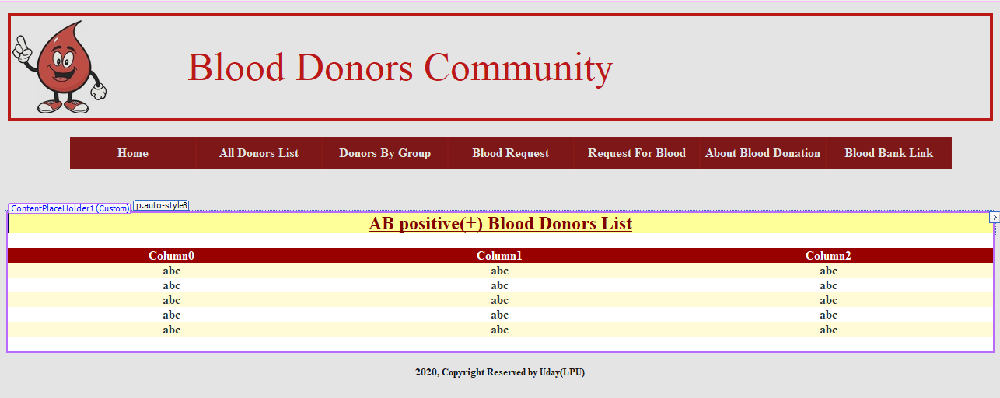 Blood Donors Community
Home All Donors List Donors By Group Blood Request Request For Blood About Blood Donation Blood Bank Link
ContentPlaceHolder1 (Custom) p.auto-style8
AB positive(+) Blood Donors List
Column0 Column1 Column2
abc abc abc
abc abc abc
abc abc abc
abc abc abc
abc abc abc
2020, Copyright Reserved by Uday(LPU)